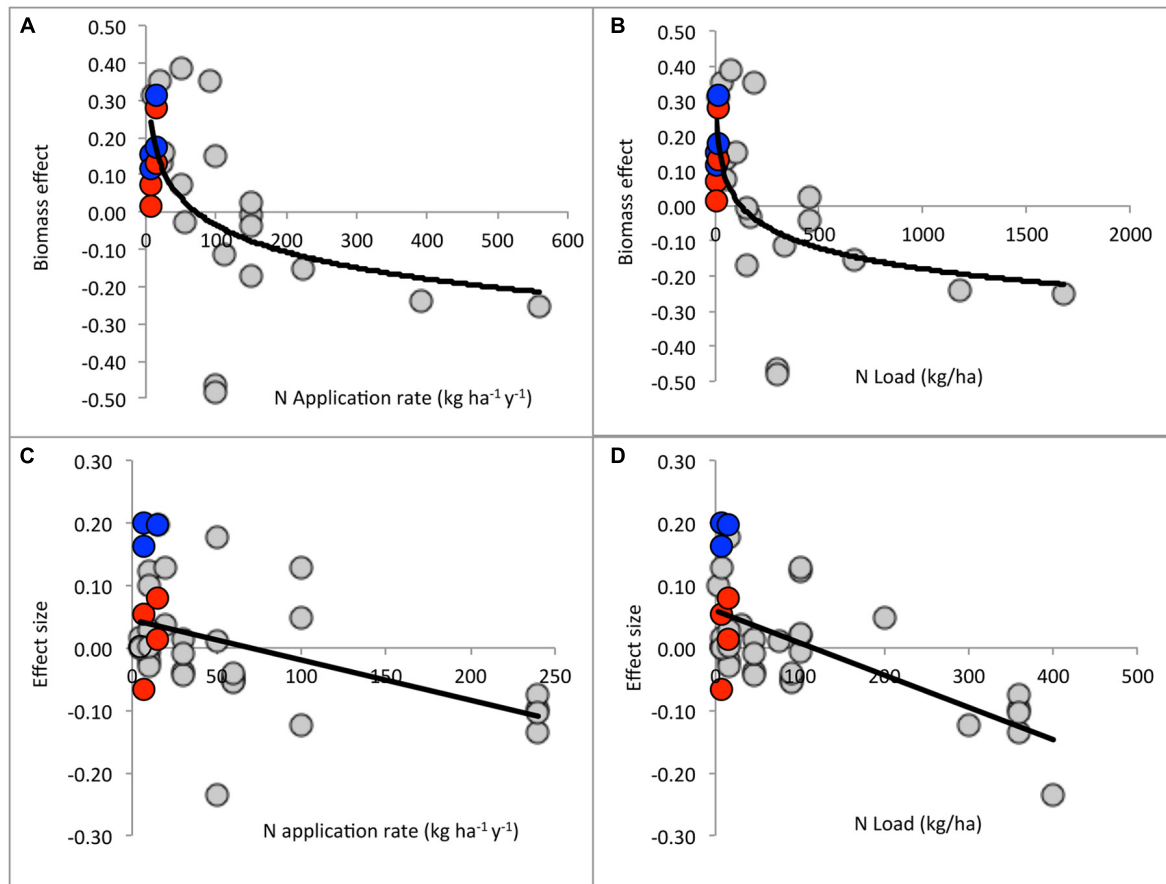 A
0.50
0.40
0.30
0.20
0.10
0.00
-0.10
-0.20
-0.30
-0.40
-0.50
Biomass effect
0 100 200 300 400 500 600
N Application rate (kg ha⁻¹ y⁻¹)
B
0.50
0.40
0.30
0.20
0.10
0.00
-0.10
-0.20
-0.30
-0.40
-0.50
Biomass effect
0 500 1000 1500 2000
N Load (kg/ha)
C
0.30
0.20
0.10
0.00
-0.10
-0.20
-0.30
Effect size
0 50 100 150 200 250
N application rate (kg ha⁻¹ y⁻¹)
D
0.30
0.20
0.10
0.00
-0.10
-0.20
-0.30
Effect size
0 100 200 300 400 500
N Load (kg/ha)